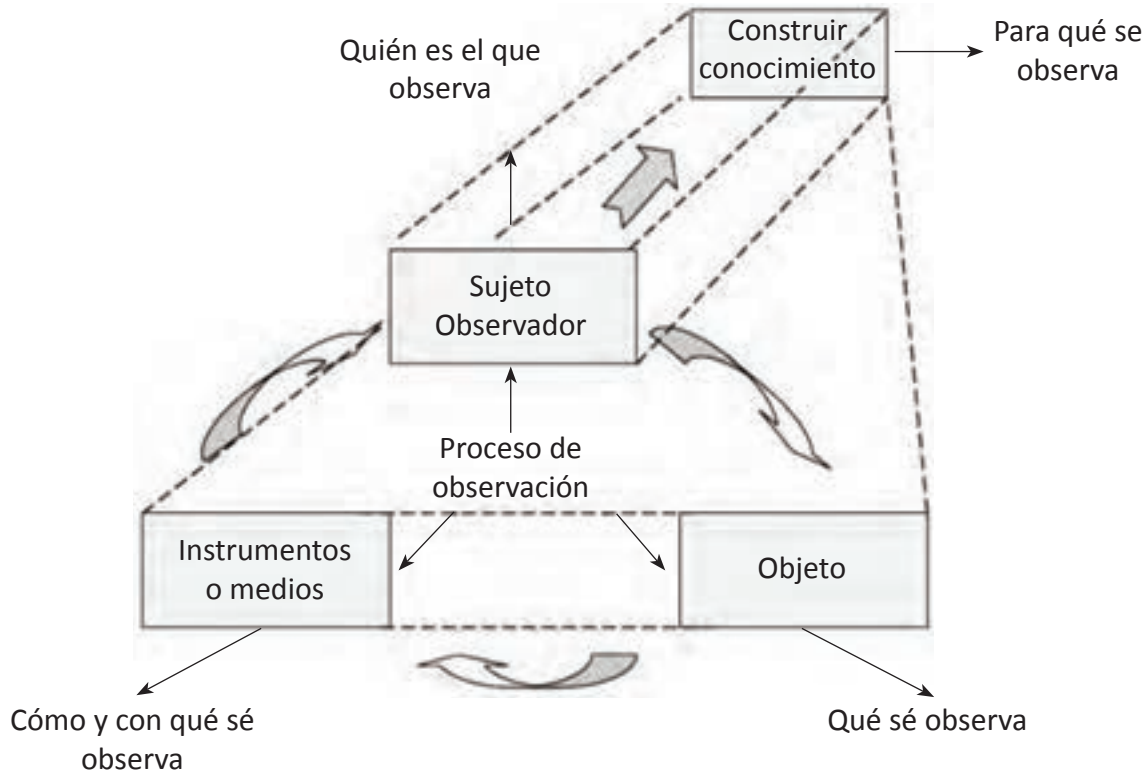 Quién es el que
observa
Construir
conocimiento
Para qué se
observa
Sujeto
Observador
Proceso de
observación
Instrumentos
o medios
Objeto
Cómo y con qué sé
observa
Qué sé observa